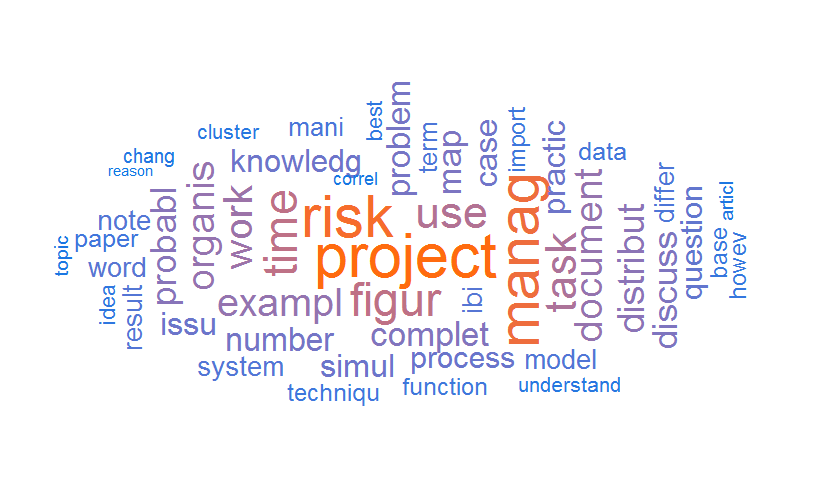 best
problem
term
map
case
import
practic
data
cluster
mani
chang
reason
knowledg
correl
differ
question
articl
base
howev
note
paper
topic
word
idea
result
probabl
organis
work
time
risk
use
project
manag
task
document
distribut
discuss
exampl
figur
ibi
issu
number
complet
system
simul
process
model
techniqu
function
understand